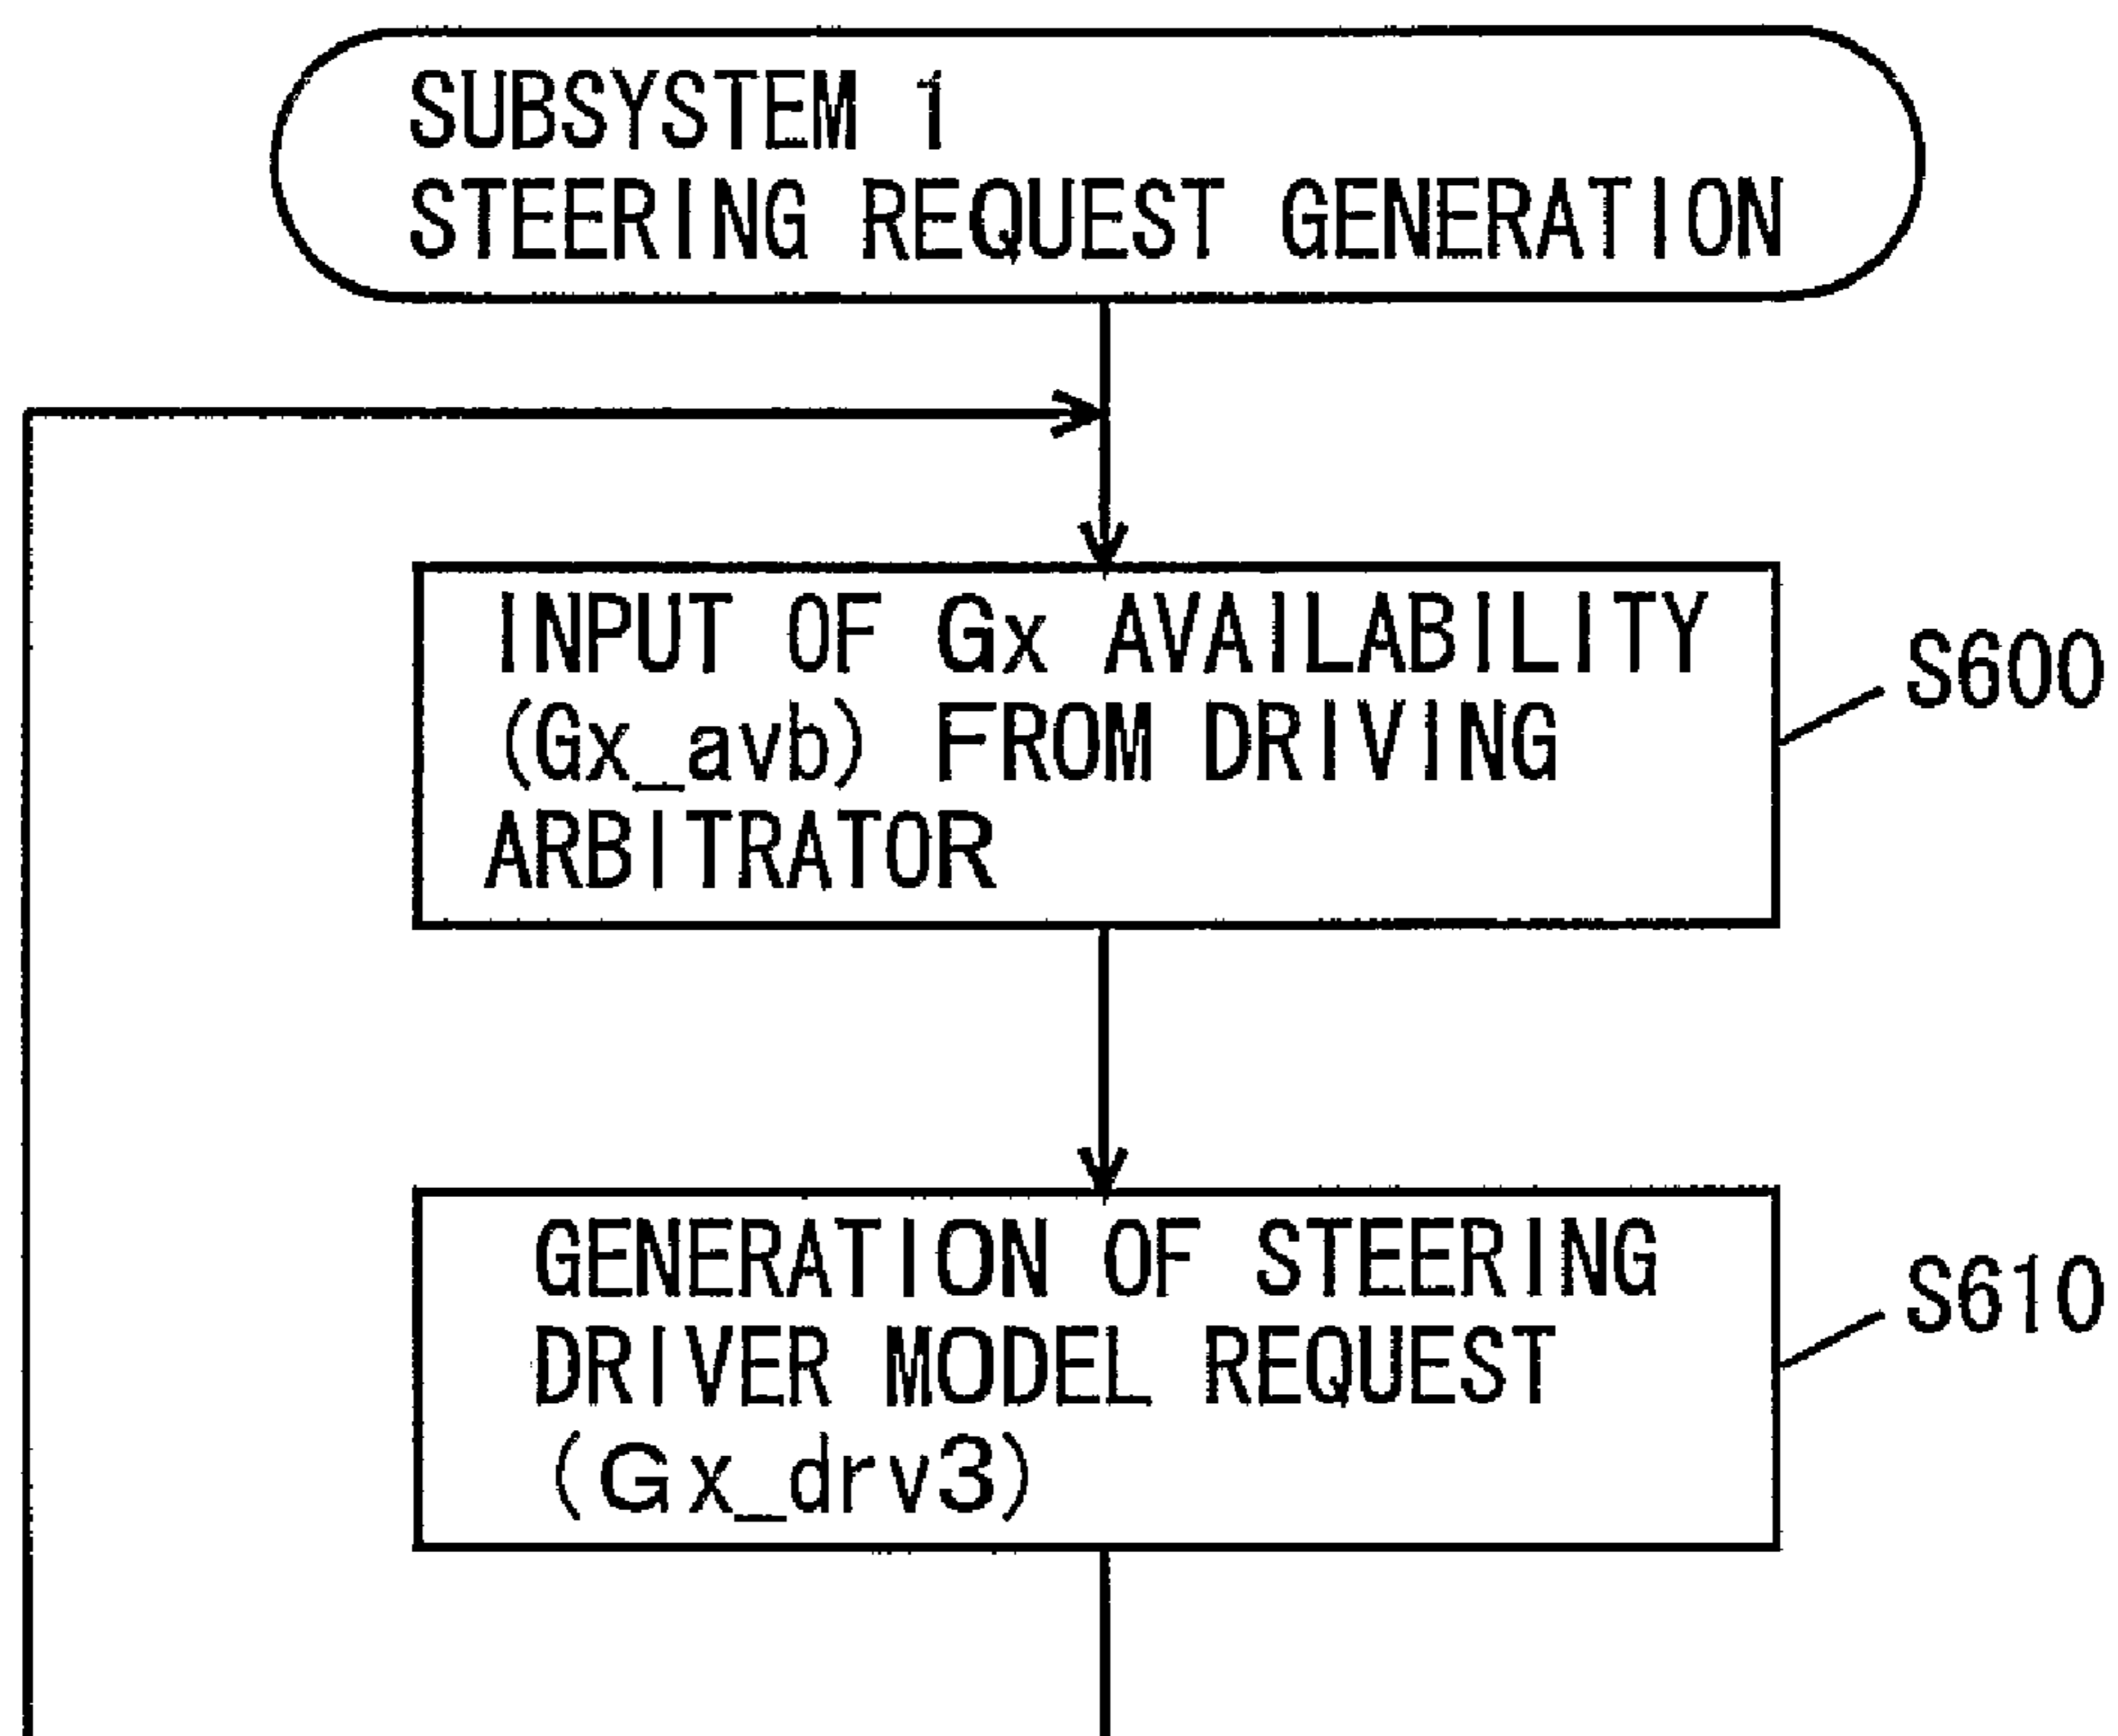 SUBSYSTEM 1
STEERING REQUEST GENERATION
INPUT OF Gx AVAILABILITY
(Gx_avb) FROM DRIVING
ARBITRATOR
S600
GENERATION OF STEERING
DRIVER MODEL REQUEST
(Gx_drv3)
S610